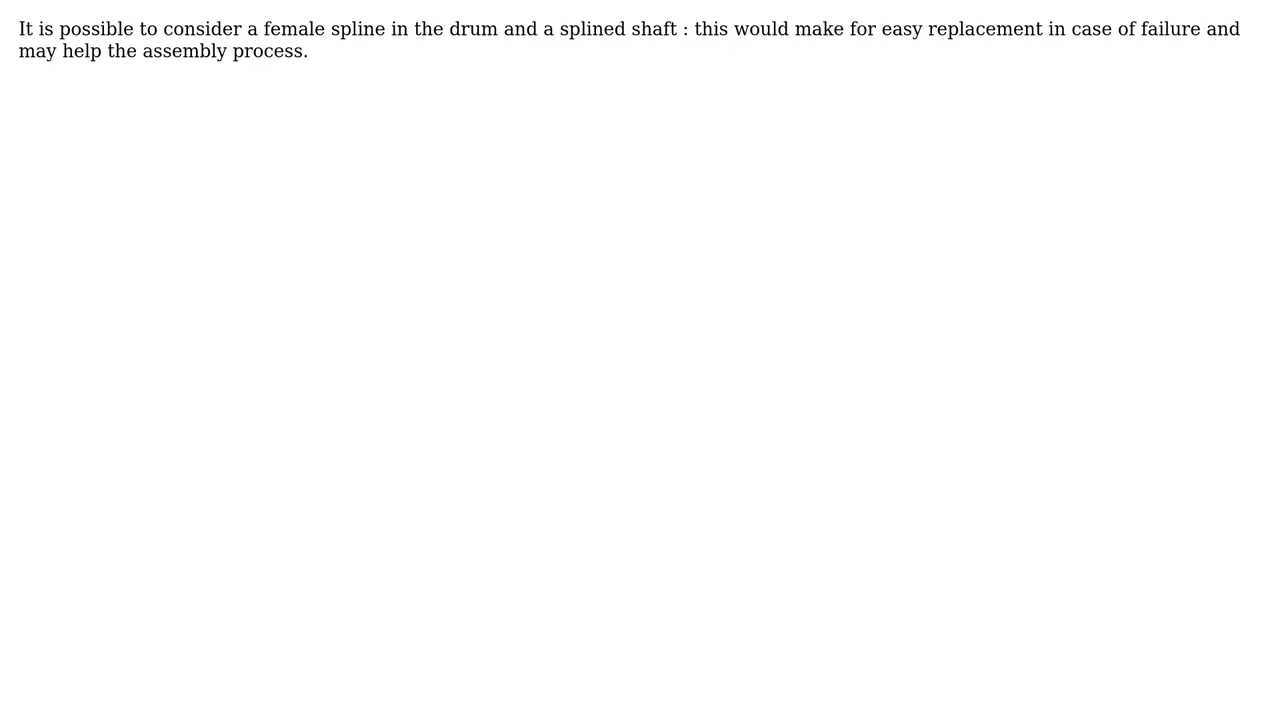 It is possible to consider a female spline in the drum and a splined shaft : this would make for easy replacement in case of failure and
may help the assembly process.